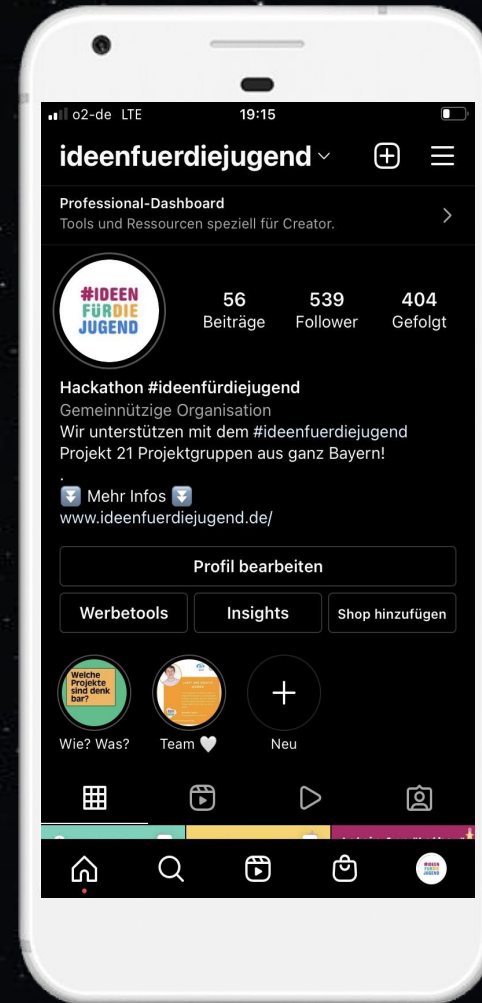 o2-de LTE 19:15
ideenfuerdiejugend
Professional-Dashboard
Tools und Ressourcen speziell für Creator.
#IDEEN
FÜRDIE
JUGEND
56 539 404
Beiträge Follower Gefolgt
Hackathon #ideenfürdiejugend
Gemeinnützige Organisation
Wir unterstützen mit dem #ideenfuerdiejugend
Projekt 21 Projektgruppen aus ganz Bayern!
.
⏬ Mehr Infos ⏬
www.ideenfuerdiejugend.de/
Profil bearbeiten
Werbetools Insights Shop hinzufügen
Welche
Projekte
sind denk
bar?
Wie? Was? Team 🤍 Neu
#IDEEN
FÜRDIE
JUGEND